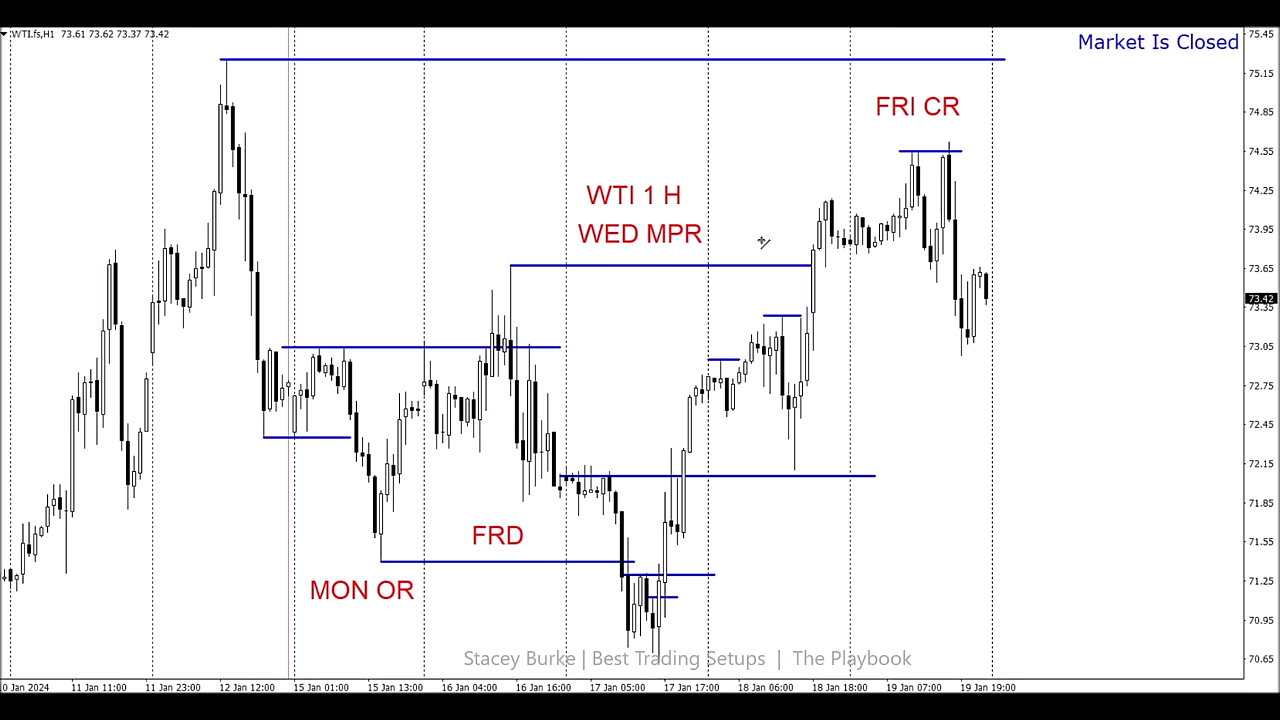 WTI.fs,H1 73.61 73.62 73.37 73.42
Market Is Closed
75.45
75.15
74.85
74.55
74.25
73.95
73.65
73.42
73.35
73.05
72.75
72.45
72.15
71.85
71.55
71.25
70.95
70.65
FRI CR
WTI 1 H
WED MPR
FRD
MON OR
Stacey Burke | Best Trading Setups | The Playbook
0 Jan 2024 11 Jan 11:00 11 Jan 23:00 12 Jan 12:00 15 Jan 01:00 15 Jan 13:00 16 Jan 04:00 16 Jan 16:00 17 Jan 05:00 17 Jan 17:00 18 Jan 06:00 18 Jan 18:00 19 Jan 07:00 19 Jan 19:00